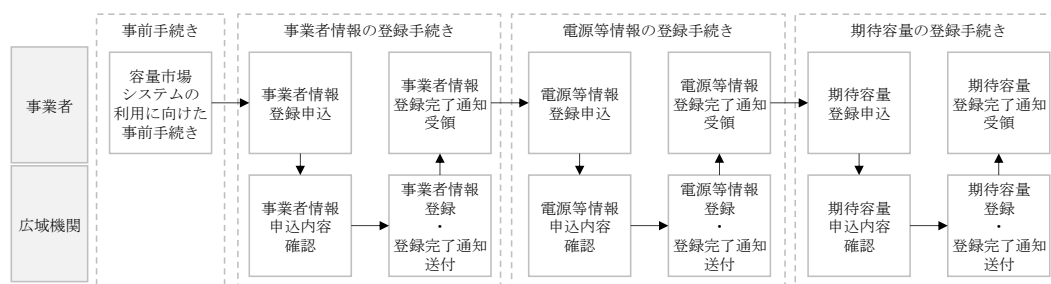 事前手続き
事業者情報の登録手続き
電源等情報の登録手続き
期待容量の登録手続き
事業者
容量市場
システムの
利用に向けた
事前手続き
事業者情報
登録申込
事業者情報
登録完了通知
受領
電源等情報
登録申込
電源等情報
登録完了通知
受領
期待容量
登録申込
期待容量
登録完了通知
受領
広域機関
事業者情報
申込内容
確認
事業者情報
登録
・
登録完了通知
送付
電源等情報
申込内容
確認
電源等情報
登録
・
登録完了通知
送付
期待容量
申込内容
確認
期待容量
登録
・
登録完了通知
送付